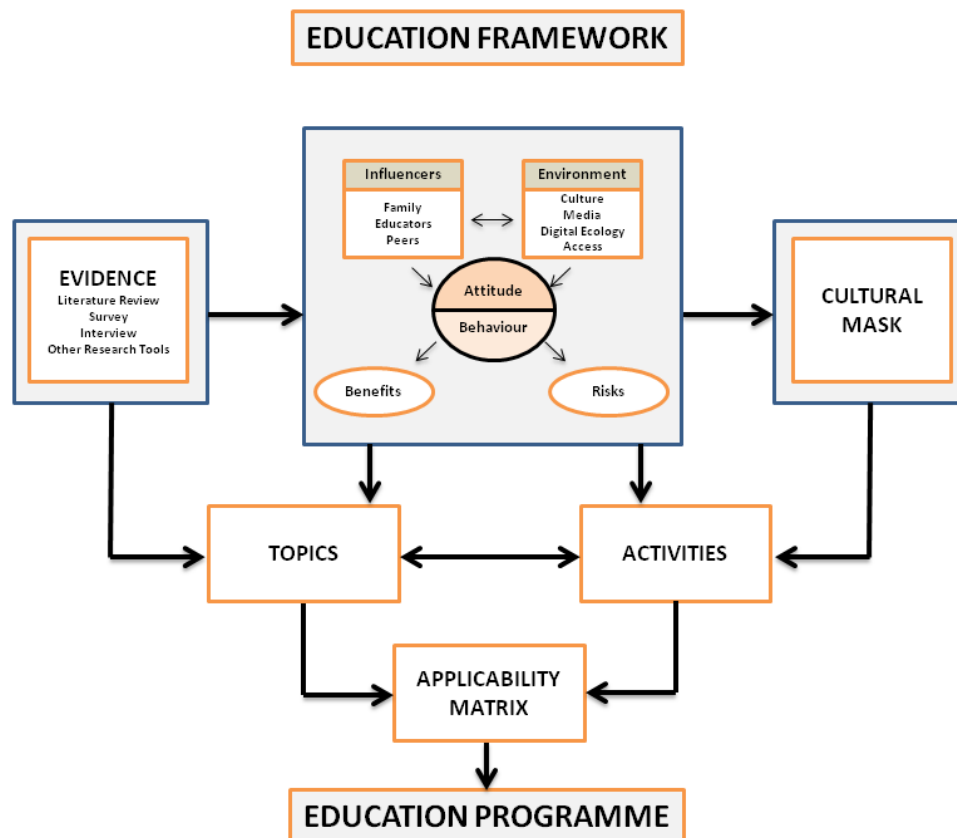 EDUCATION FRAMEWORK
Influencers
Family
Educators
Peers
Environment
Culture
Media
Digital Ecology
Access
EVIDENCE
Literature Review
Survey
Interview
Other Research Tools
Attitude
Behaviour
Benefits
Risks
CULTURAL
MASK
TOPICS
ACTIVITIES
APPLICABILITY
MATRIX
EDUCATION PROGRAMME